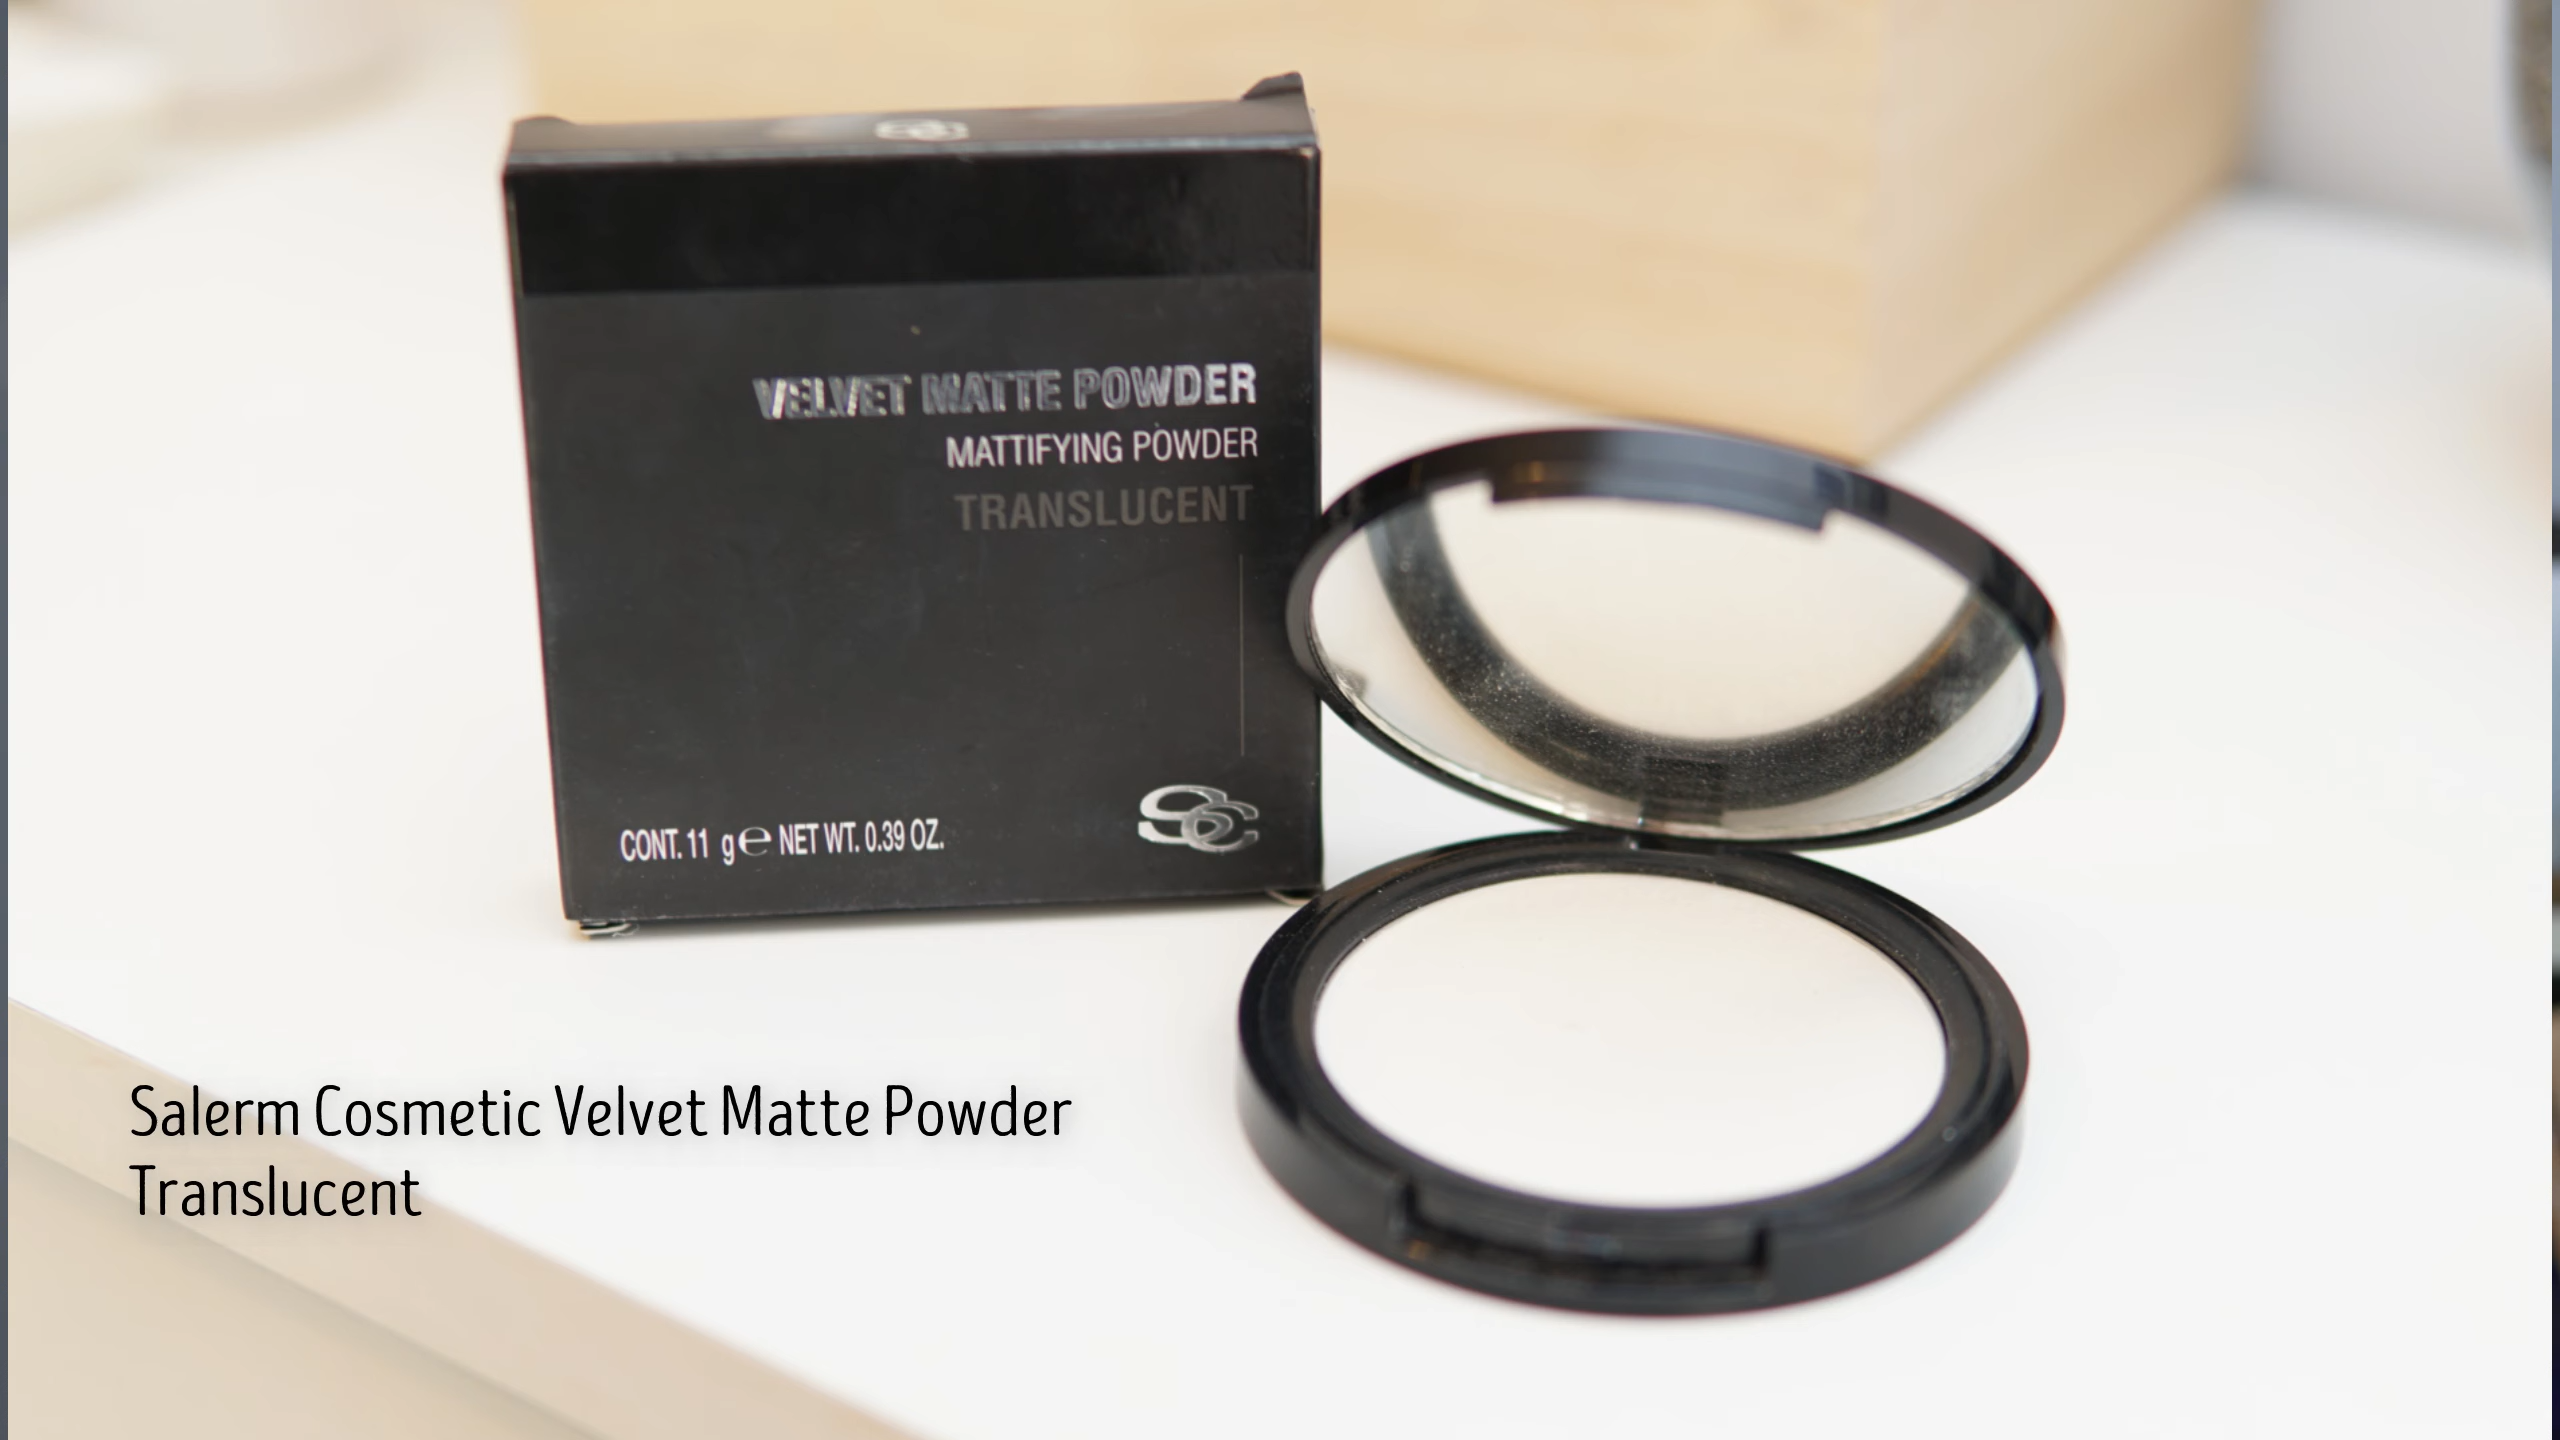 VELVET MATTE POWDER
MATTIFYING POWDER
TRANSLUCENT
CONT. 11 g e NET WT. 0.39 OZ.
SC
Salerm Cosmetic Velvet Matte Powder
Translucent